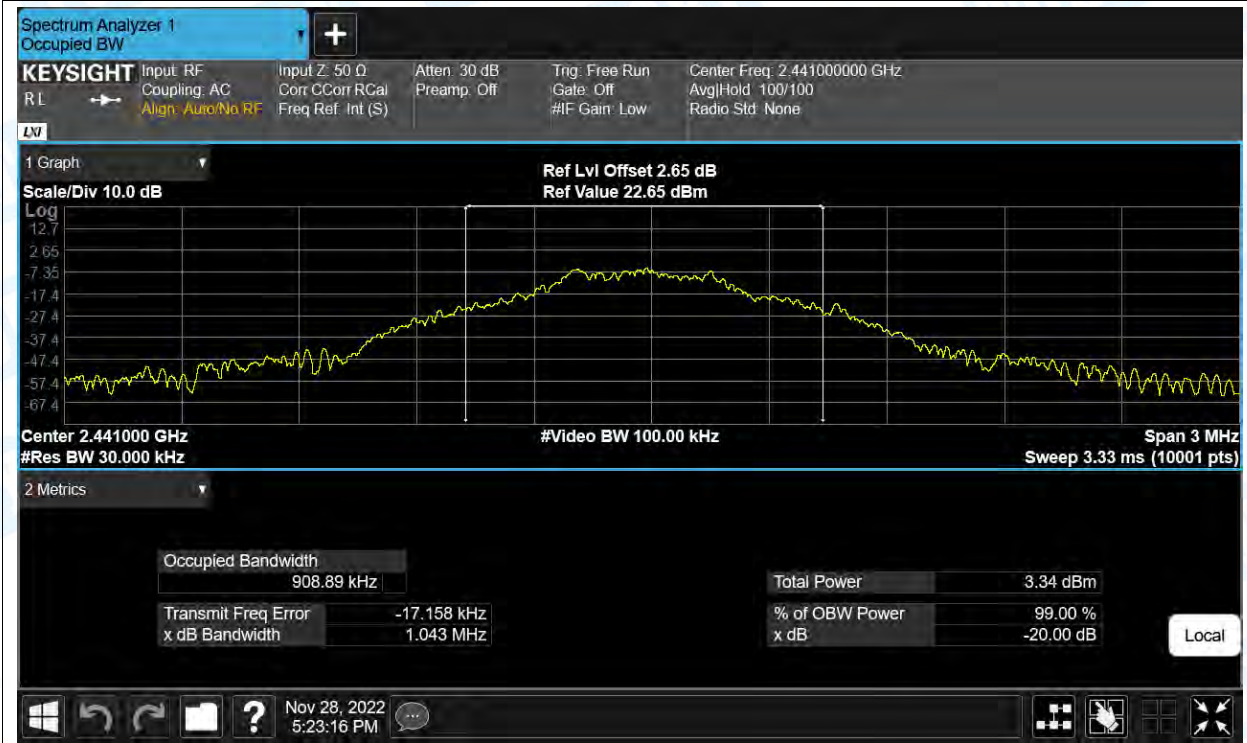 Spectrum Analyzer 1
Occupied BW
KEYSIGHT Input: RF Input Z: 50 Ω Atten: 30 dB Trig: Free Run Center Freq: 2.441000000 GHz
RL Coupling: AC Corr CCorr RCal Preamp: Off Gate: Off Avg|Hold: 100/100
Align: Auto/No RF Freq Ref: Int (S) #IF Gain: Low Radio Std: None
LXI
1 Graph
Ref Lvl Offset 2.65 dB
Scale/Div 10.0 dB Ref Value 22.65 dBm
Log
12.7
2.65
-7.35
-17.4
-27.4
-37.4
-47.4
-57.4
-67.4
Center 2.441000 GHz #Video BW 100.00 kHz Span 3 MHz
#Res BW 30.000 kHz Sweep 3.33 ms (10001 pts)
2 Metrics
Occupied Bandwidth
908.89 kHz Total Power 3.34 dBm
Transmit Freq Error -17.158 kHz % of OBW Power 99.00 %
x dB Bandwidth 1.043 MHz x dB -20.00 dB
Local
? Nov 28, 2022
5:23:16 PM